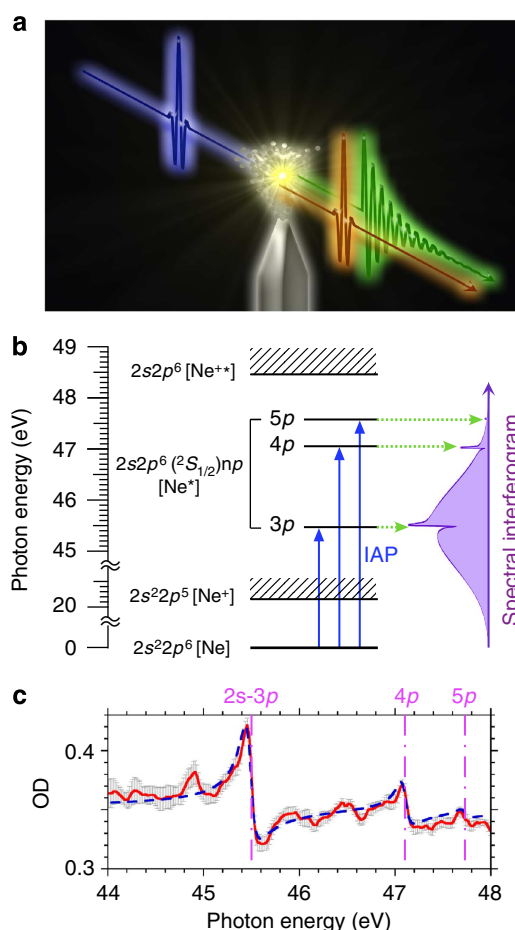 a
b
49
48
47
46
45
20
0
Photon energy (eV)
2s2p⁶ [Ne⁺*]
5p
4p
2s2p⁶ (²S₁/₂)np
[Ne*]
3p
IAP
2s²2p⁵ [Ne⁺]
2s²2p⁶ [Ne]
Spectral interferogram
c
2s-3p 4p 5p
0.4
0.3
OD
44 45 46 47 48
Photon energy (eV)